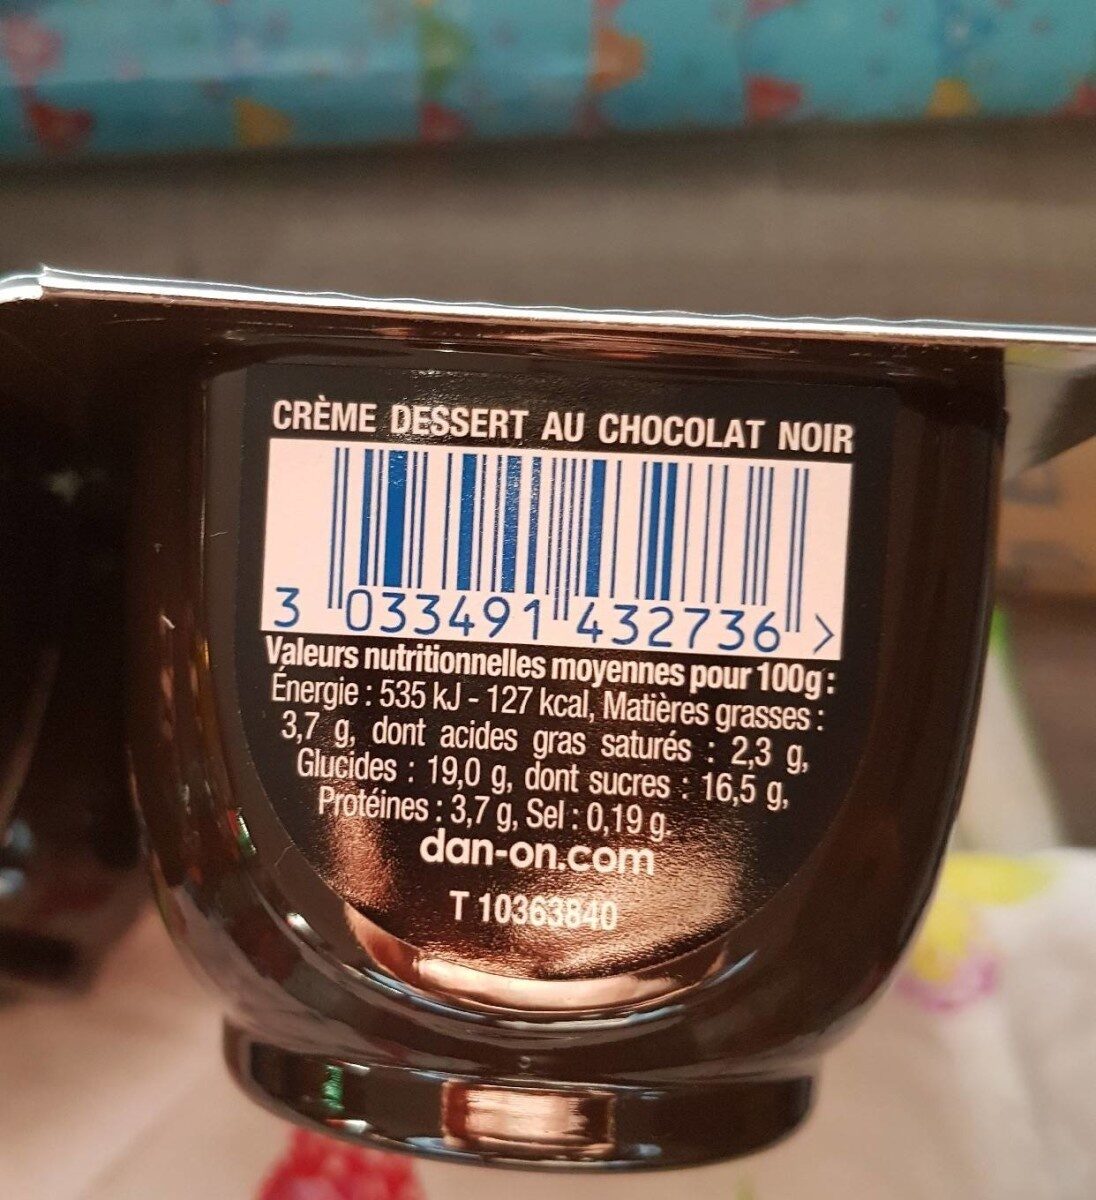 CRÈME DESSERT AU CHOCOLAT NOIR
3 033491 432736 >
Valeurs nutritionnelles moyennes pour 100g :
Énergie : 535 kJ - 127 kcal, Matières grasses :
3,7 g, dont acides gras saturés : 2,3 g,
Glucides : 19,0 g, dont sucres : 16,5 g,
Protéines : 3,7 g, Sel : 0,19 g.
dan-on.com
T 10363840